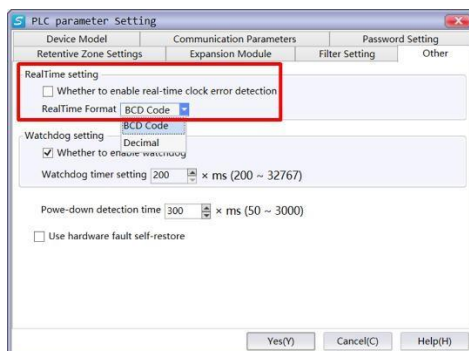 PLC parameter Setting
Device Model
Communication Parameters
Password Setting
Retentive Zone Settings
Expansion Module
Filter Setting
Other
RealTime setting
Whether to enable real-time clock error detection
RealTime Format
BCD Code
BCD Code
Decimal
Watchdog setting
Whether to enable watchdog
Watchdog timer setting 200 × ms (200 ~ 32767)
Powe-down detection time 300 × ms (50 ~ 3000)
Use hardware fault self-restore
Yes(Y)
Cancel(C)
Help(H)